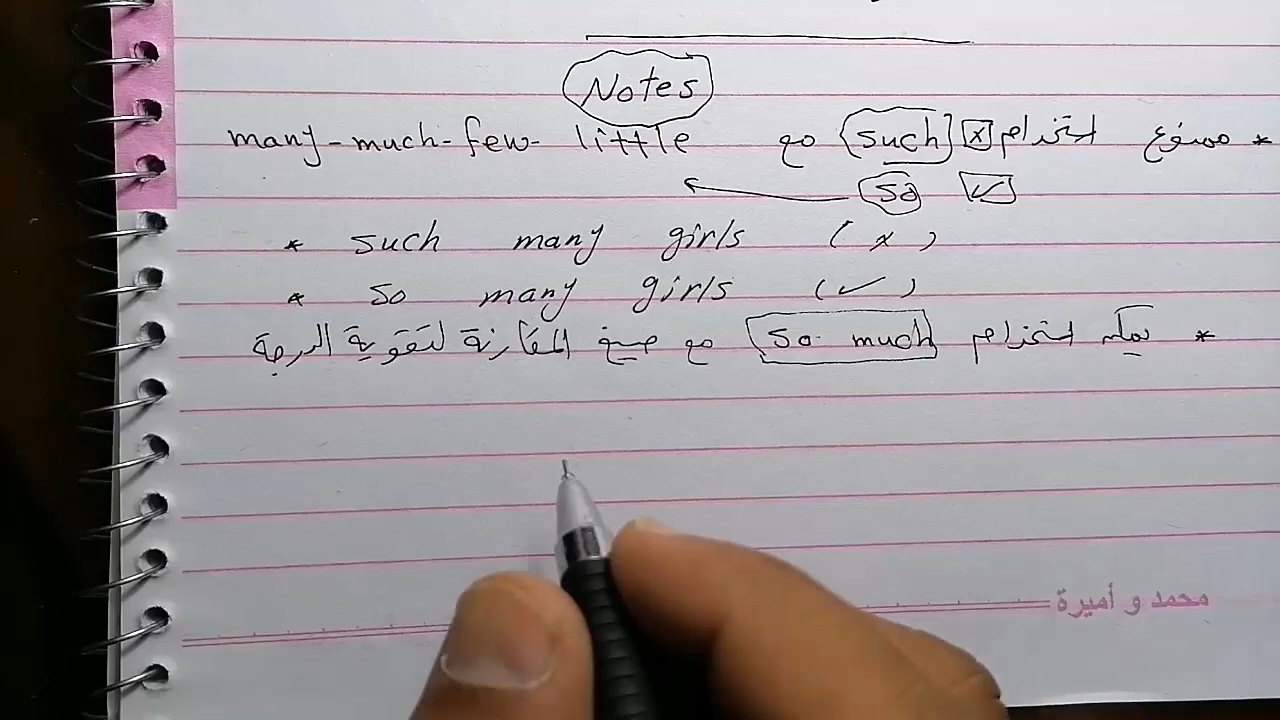 Notes
* ممنوع استخدام [x] such مع many - much - few - little
so ✓
* such many girls (x)
* so many girls (✓)
* يمكن استخدام so much مع صيغ المقارنة لتقوية الدرجة
محمد و أميرة